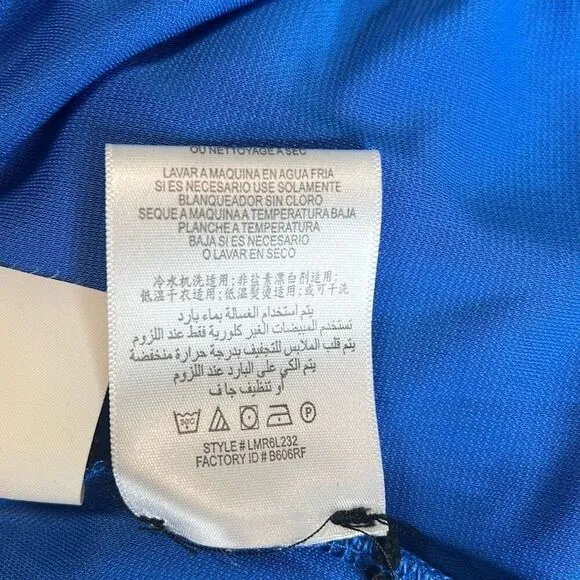 OU NETTOYAGE A SEC
LAVAR A MAQUINA EN AGUA FRIA
SI ES NECESARIO USE SOLAMENTE
BLANQUEADOR SIN CLORO
SEQUE A MAQUINA A TEMPERATURA BAJA
PLANCHE A TEMPERATURA
BAJA SI ES NECESARIO
O LAVAR EN SECO
冷水机洗适用;非盐素漂白剂适用;
低温干衣适用;低温熨烫适用;或可干洗
يتم أستخدام الغسالة بماء بارد
تستخدم المبيضات الغير كلورية فقط عند اللزوم
يتم قلب الملابس للتجفيف بدرجة حرارة منخفضة
يتم الكي على البارد عند اللزوم
أو تنظيف جاف
P
STYLE # LMR6L232
FACTORY ID # B606RF